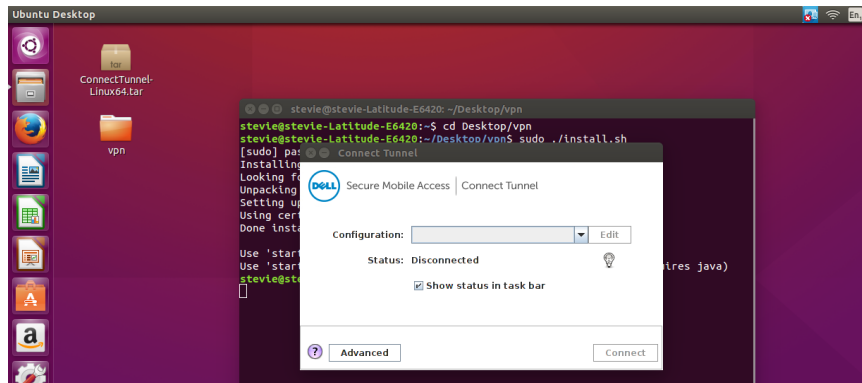 Ubuntu Desktop
En
tar
ConnectTunnel-
Linux64.tar
vpn
stevie@stevie-Latitude-E6420: ~/Desktop/vpn
stevie@stevie-Latitude-E6420:~$ cd Desktop/vpn
stevie@stevie-Latitude-E6420:~/Desktop/vpn$ sudo ./install.sh
[sudo] pas
Installing
Looking fo
Unpacking
Setting up
Using cert
Done insta
Use 'start
Use 'start
ires java)
stevie@ste
Connect Tunnel
DELL
Secure Mobile Access | Connect Tunnel
Configuration:
Edit
Status: Disconnected
Show status in task bar
?
Advanced
Connect
A
a